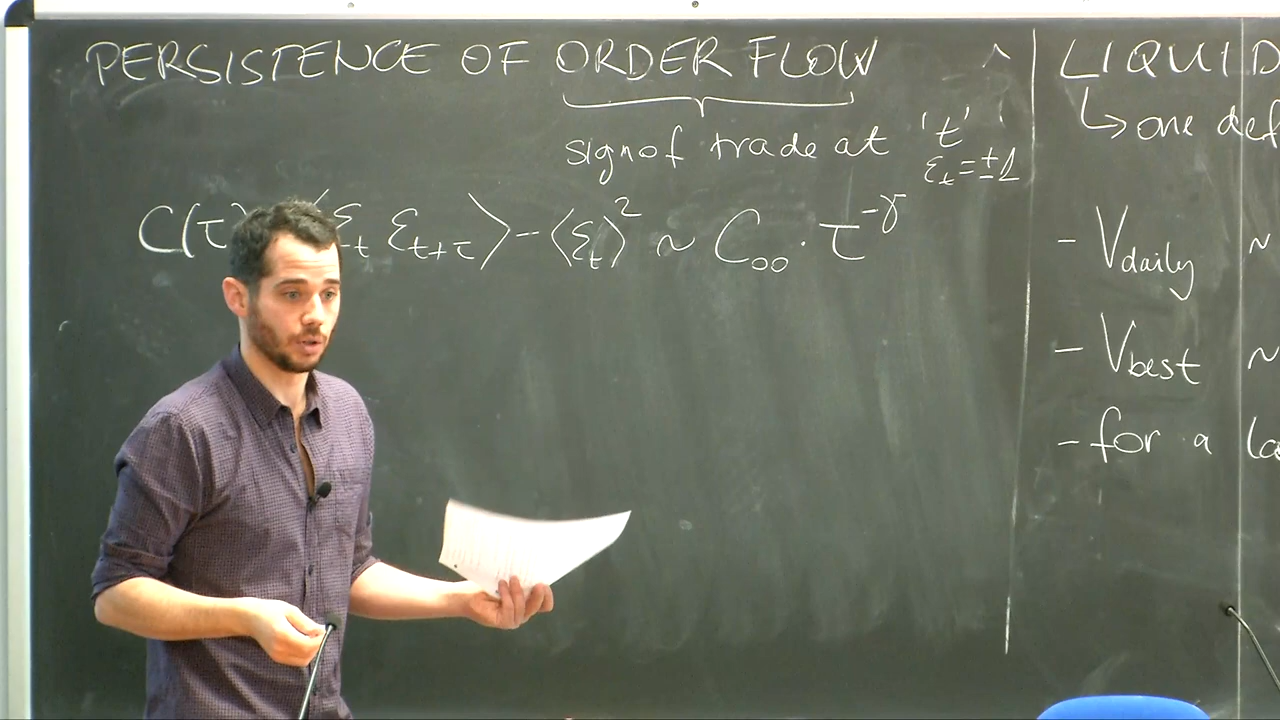 PERSISTENCE OF ORDER FLOW
sign of trade at 't'
ε_t = ±1
C(τ) ⟨ε_t ε_{t+τ}⟩ - ⟨ε_t⟩² ~ C_∞ · τ^{-γ}
LIQUID
↳ one def
- V_daily ~
- V_best ~
- for a la